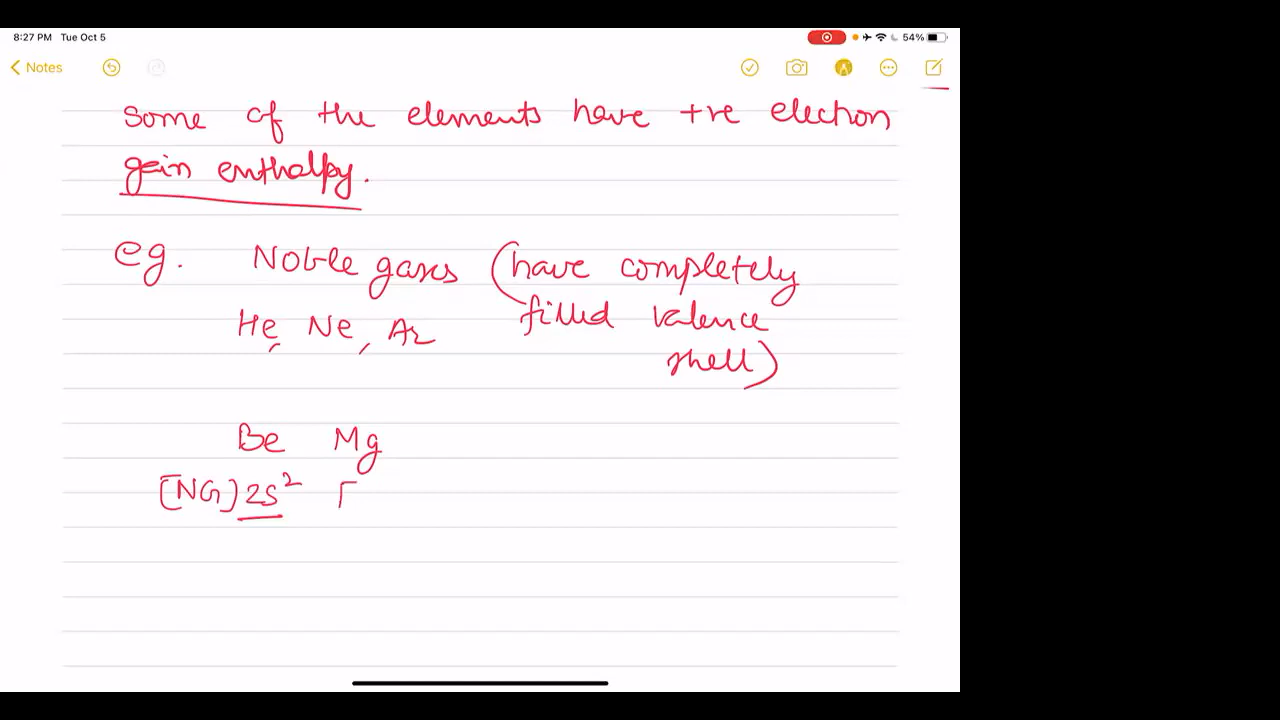 8:27 PM Tue Oct 5
54%
Notes
Some of the elements have +ve electron
gain enthalpy.
eg. Noble gases (have completely
filled valence
He, Ne, Ar
shell)
Be Mg
[NG] 2s² [